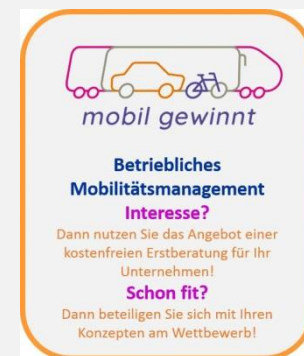 mobil gewinnt
Betriebliches
Mobilitätsmanagement
Interesse?
Dann nutzen Sie das Angebot einer
kostenfreien Erstberatung für Ihr
Unternehmen!
Schon fit?
Dann beteiligen Sie sich mit Ihren
Konzepten am Wettbewerb!